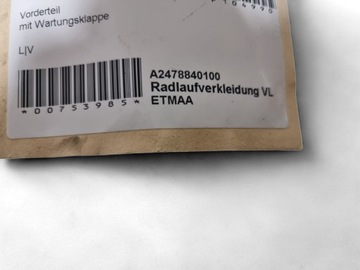 Vorderteil
mit Wartungsklappe
L|V
A2478840100
Radlaufverkleidung VL
ETMAA
*00753985*